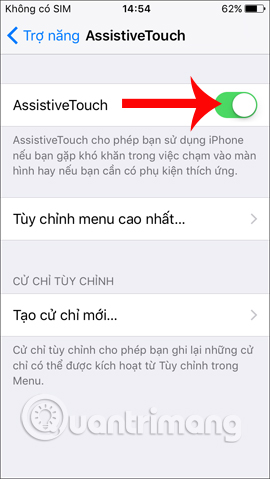 Không có SIM 14:54 62%
Trợ năng AssistiveTouch
AssistiveTouch
AssistiveTouch cho phép bạn sử dụng iPhone
nếu bạn gặp khó khăn trong việc chạm vào màn
hình hay nếu bạn cần có phụ kiện thích ứng.
Tùy chỉnh menu cao nhất...
CỬ CHỈ TÙY CHỈNH
Tạo cử chỉ mới...
Cử chỉ tùy chỉnh cho phép bạn ghi lại những cử
chỉ có thể được kích hoạt từ Tùy chỉnh trong
Menu.
Quantrimang